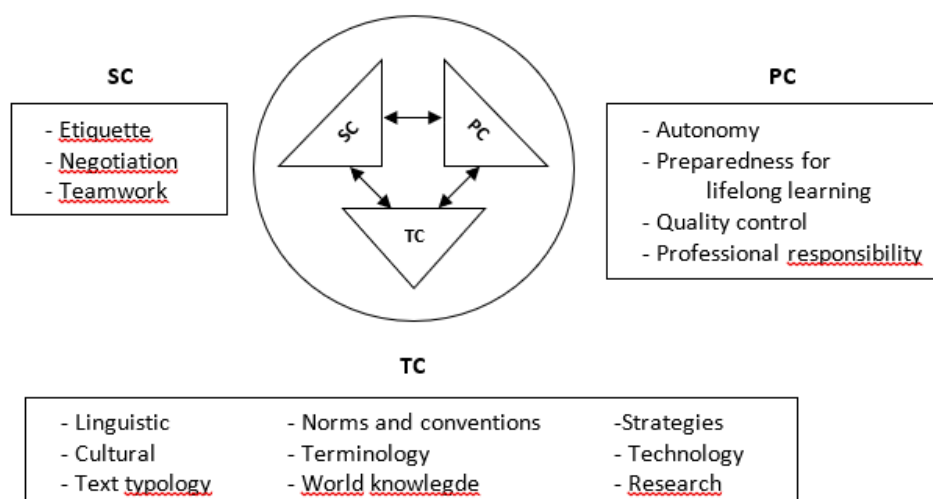 SC
- Etiquette
- Negotiation
- Teamwork
SC
PC
TC
PC
- Autonomy
- Preparedness for
lifelong learning
- Quality control
- Professional responsibility
TC
- Linguistic
- Cultural
- Text typology
- Norms and conventions
- Terminology
- World knowlegde
-Strategies
- Technology
- Research